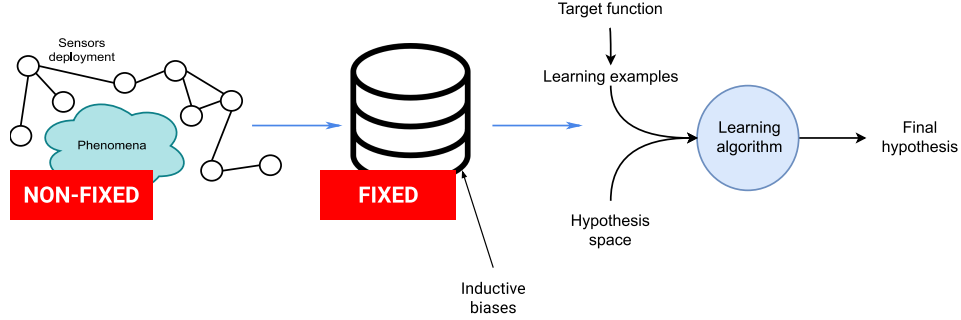 Sensors
deployment
Phenomena
NON-FIXED
FIXED
Inductive
biases
Target function
Learning examples
Hypothesis
space
Learning
algorithm
Final
hypothesis